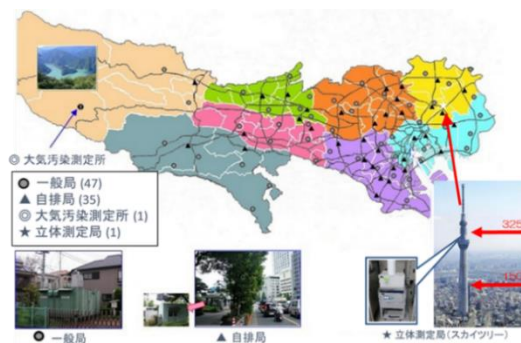 ◎ 大気汚染測定所
● 一般局 (47)
▲ 自排局 (35)
◎ 大気汚染測定所 (1)
★ 立体測定局 (1)
325
150
● 一般局
▲ 自排局
★ 立体測定局(スカイツリー)